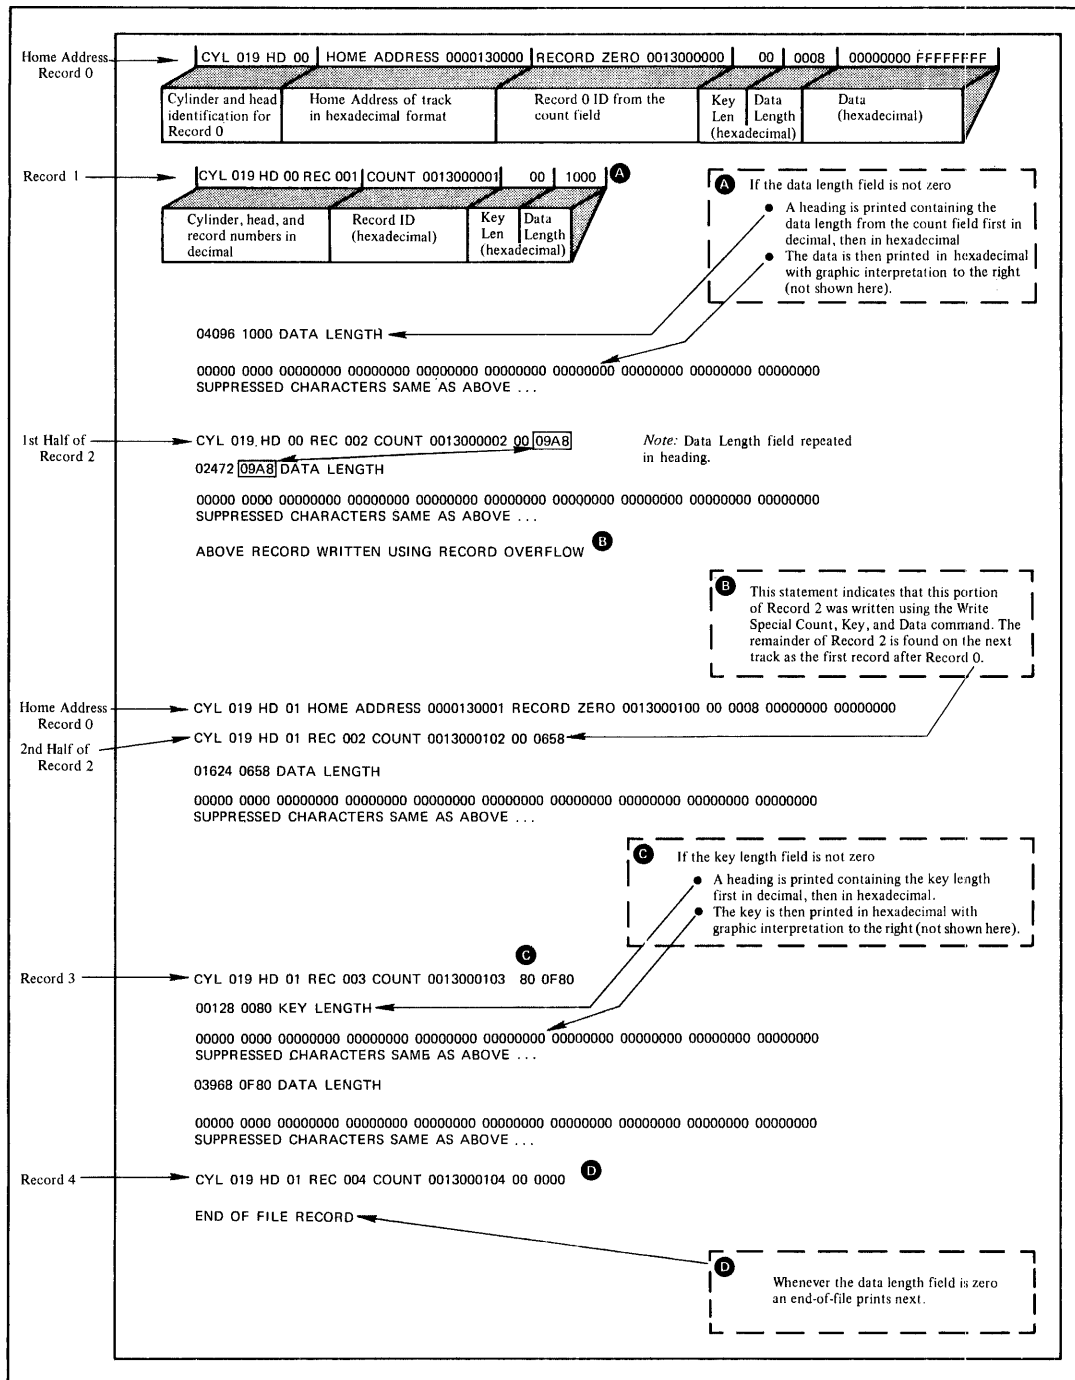 Home Address
Record 0
CYL 019 HD 00 HOME ADDRESS 0000130000 RECORD ZERO 0013000000 00 0008 00000000 FFFFFFFF
Cylinder and head
identification for
Record 0
Home Address of track
in hexadecimal format
Record 0 ID from the
count field
Key
Len
Data
Length
(hexadecimal)
Data
(hexadecimal)
Record 1
CYL 019 HD 00 REC 001 COUNT 0013000001 00 1000 A
Cylinder, head, and
record numbers in
decimal
Record ID
(hexadecimal)
Key
Len
Data
Length
(hexadecimal)
A If the data length field is not zero
● A heading is printed containing the
data length from the count field first in
decimal, then in hexadecimal
● The data is then printed in hexadecimal
with graphic interpretation to the right
(not shown here).
04096 1000 DATA LENGTH
00000 0000 00000000 00000000 00000000 00000000 00000000 00000000 00000000 00000000
SUPPRESSED CHARACTERS SAME AS ABOVE ...
1st Half of
Record 2
CYL 019 HD 00 REC 002 COUNT 0013000002 00 09A8
Note: Data Length field repeated
in heading.
02472 09A8 DATA LENGTH
00000 0000 00000000 00000000 00000000 00000000 00000000 00000000 00000000 00000000
SUPPRESSED CHARACTERS SAME AS ABOVE ...
ABOVE RECORD WRITTEN USING RECORD OVERFLOW B
B This statement indicates that this portion
of Record 2 was written using the Write
Special Count, Key, and Data command. The
remainder of Record 2 is found on the next
track as the first record after Record 0.
Home Address
Record 0
CYL 019 HD 01 HOME ADDRESS 0000130001 RECORD ZERO 0013000100 00 0008 00000000 00000000
2nd Half of
Record 2
CYL 019 HD 01 REC 002 COUNT 0013000102 00 0658
01624 0658 DATA LENGTH
00000 0000 00000000 00000000 00000000 00000000 00000000 00000000 00000000 00000000
SUPPRESSED CHARACTERS SAME AS ABOVE ...
C If the key length field is not zero
● A heading is printed containing the key length
first in decimal, then in hexadecimal.
● The key is then printed in hexadecimal with
graphic interpretation to the right (not shown here).
Record 3
C
CYL 019 HD 01 REC 003 COUNT 0013000103 80 0F80
00128 0080 KEY LENGTH
00000 0000 00000000 00000000 00000000 00000000 00000000 00000000 00000000 00000000
SUPPRESSED CHARACTERS SAME AS ABOVE ...
03968 0F80 DATA LENGTH
00000 0000 00000000 00000000 00000000 00000000 00000000 00000000 00000000 00000000
SUPPRESSED CHARACTERS SAME AS ABOVE ...
Record 4
CYL 019 HD 01 REC 004 COUNT 0013000104 00 0000 D
END OF FILE RECORD
D Whenever the data length field is zero
an end-of-file prints next.